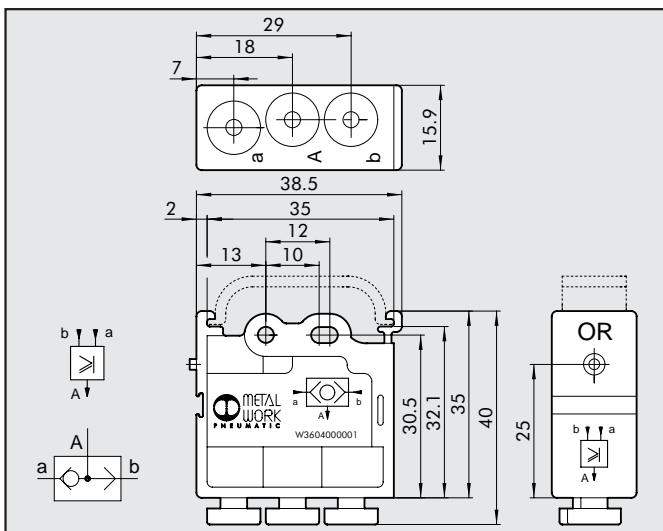 29
18
7
15.9
a
A
b
38.5
2
35
13
12
10
b a
≥
A
A
a b
METAL
WORK
PNEUMATIC
a b
A
W3604000001
30.5
32.1
35
40
OR
25
b a
≥
A